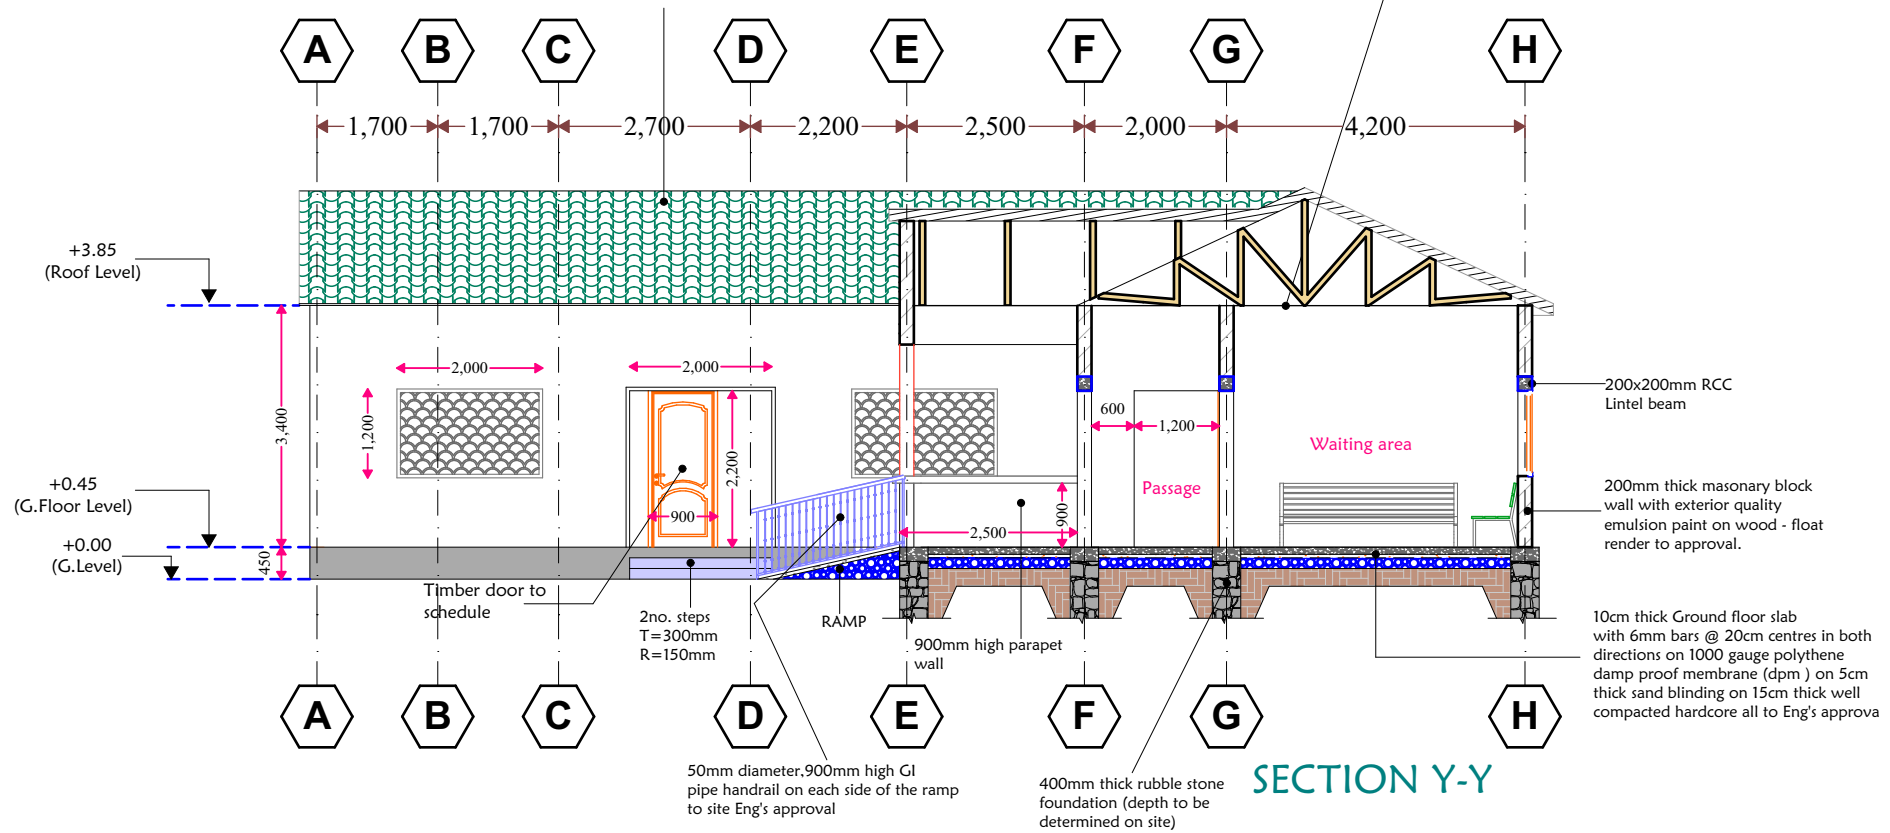 A B C D E F G H
1,700 1,700 2,700 2,200 2,500 2,000 4,200
+3.85
(Roof Level)
2,000
2,000
3,400
1,200
2,200
600
1,200
200x200mm RCC
Lintel beam
Waiting area
+0.45
(G.Floor Level)
Passage
900
900
2,500
200mm thick masonary block
wall with exterior quality
emulsion paint on wood - float
render to approval.
+0.00
(G.Level)
450
Timber door to
schedule
2no. steps
T=300mm
R=150mm
RAMP
900mm high parapet
wall
10cm thick Ground floor slab
with 6mm bars @ 20cm centres in both
directions on 1000 gauge polythene
damp proof membrane (dpm ) on 5cm
thick sand blinding on 15cm thick well
compacted hardcore all to Eng's approva
A B C D E F G H
50mm diameter,900mm high GI
pipe handrail on each side of the ramp
to site Eng's approval
400mm thick rubble stone
foundation (depth to be
determined on site)
SECTION Y-Y